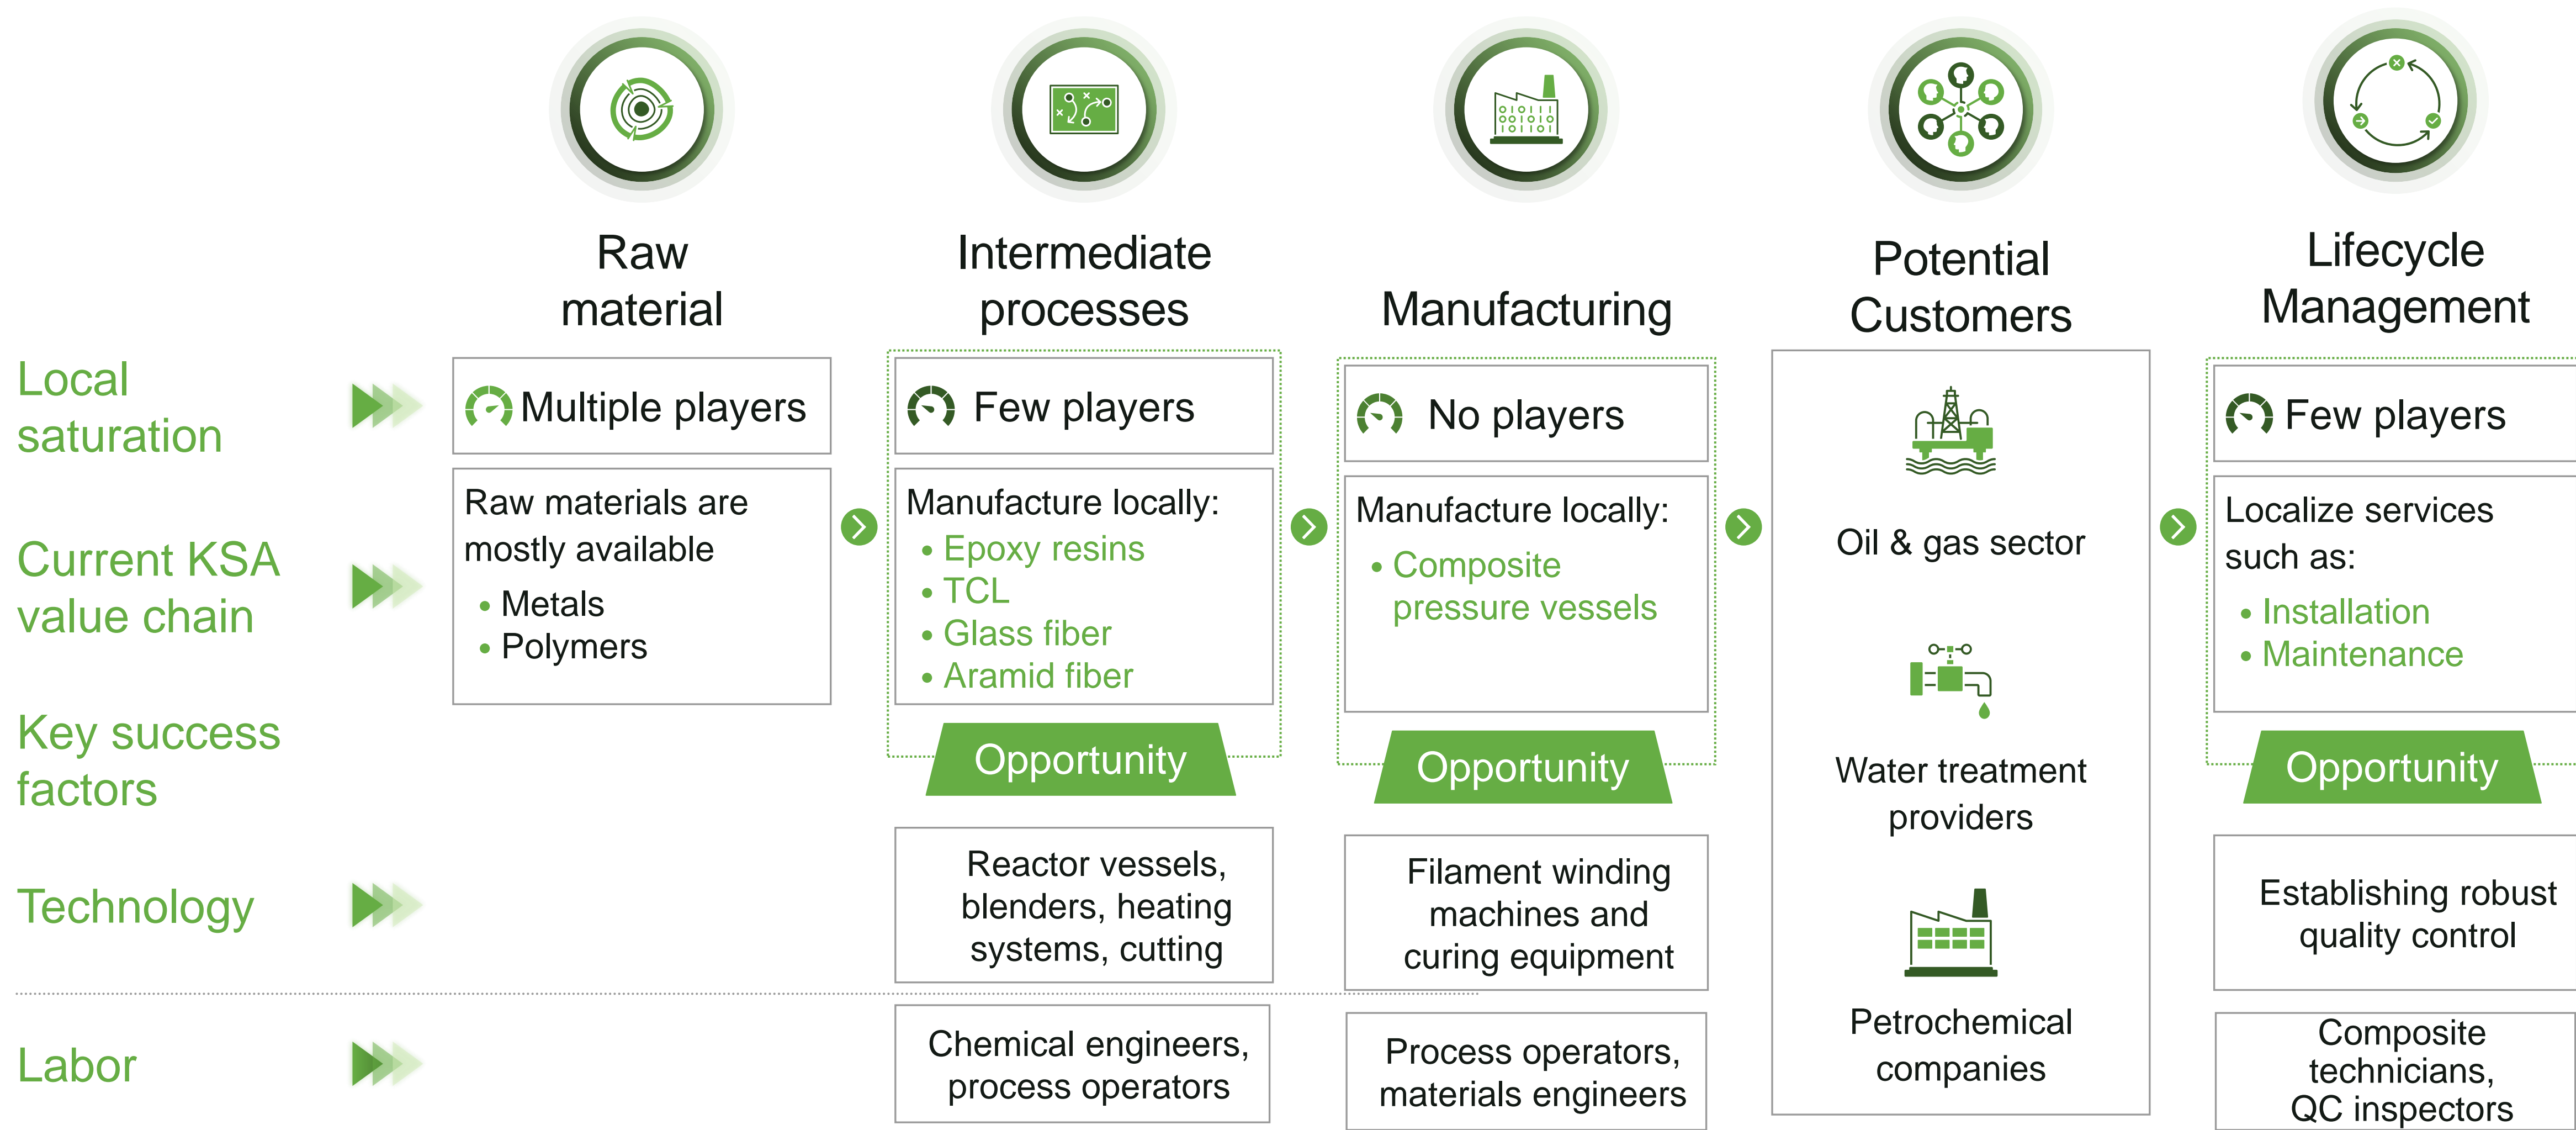 Raw
material
Intermediate
processes
Manufacturing
Potential
Customers
Lifecycle
Management
Local
saturation
Multiple players
Few players
No players
Few players
Current KSA
value chain
Raw materials are
mostly available
• Metals
• Polymers
Manufacture locally:
• Epoxy resins
• TCL
• Glass fiber
• Aramid fiber
Manufacture locally:
• Composite
pressure vessels
Oil & gas sector
Water treatment
providers
Petrochemical
companies
Localize services
such as:
• Installation
• Maintenance
Key success
factors
Opportunity
Opportunity
Opportunity
Technology
Reactor vessels,
blenders, heating
systems, cutting
Filament winding
machines and
curing equipment
Establishing robust
quality control
Labor
Chemical engineers,
process operators
Process operators,
materials engineers
Composite
technicians,
QC inspectors